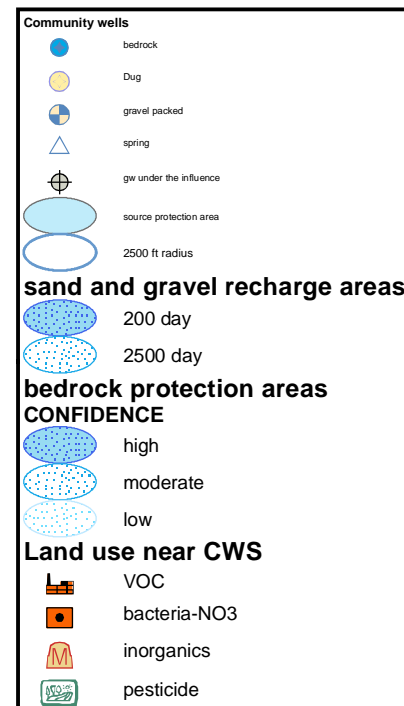 Community wells
bedrock
Dug
gravel packed
spring
gw under the influence
source protection area
2500 ft radius
sand and gravel recharge areas
200 day
2500 day
bedrock protection areas
CONFIDENCE
high
moderate
low
Land use near CWS
VOC
bacteria-NO3
M
inorganics
pesticide